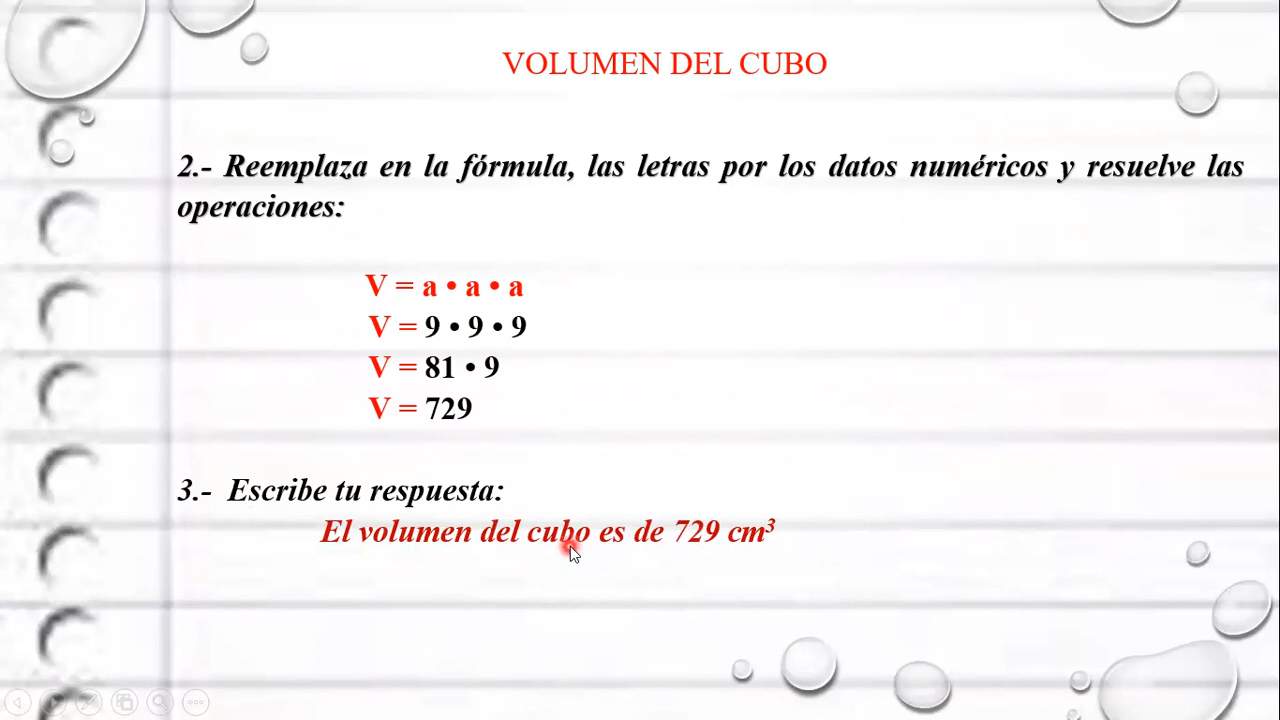 VOLUMEN DEL CUBO
2.- Reemplaza en la fórmula, las letras por los datos numéricos y resuelve las
operaciones:
V = a • a • a
V = 9 • 9 • 9
V = 81 • 9
V = 729
3.- Escribe tu respuesta:
El volumen del cubo es de 729 cm³